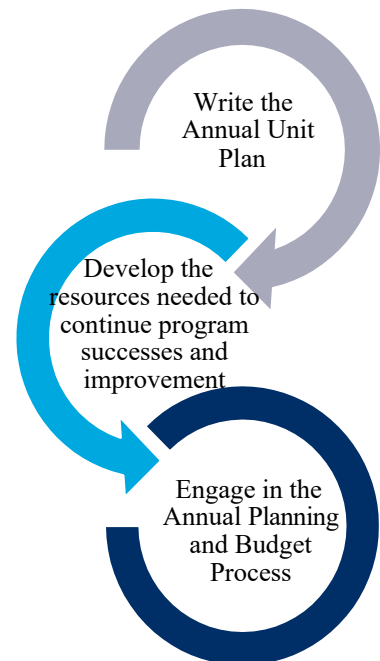 Write the
Annual Unit
Plan
Develop the
resources needed to
continue program
successes and
improvement
Engage in the
Annual Planning
and Budget
Process